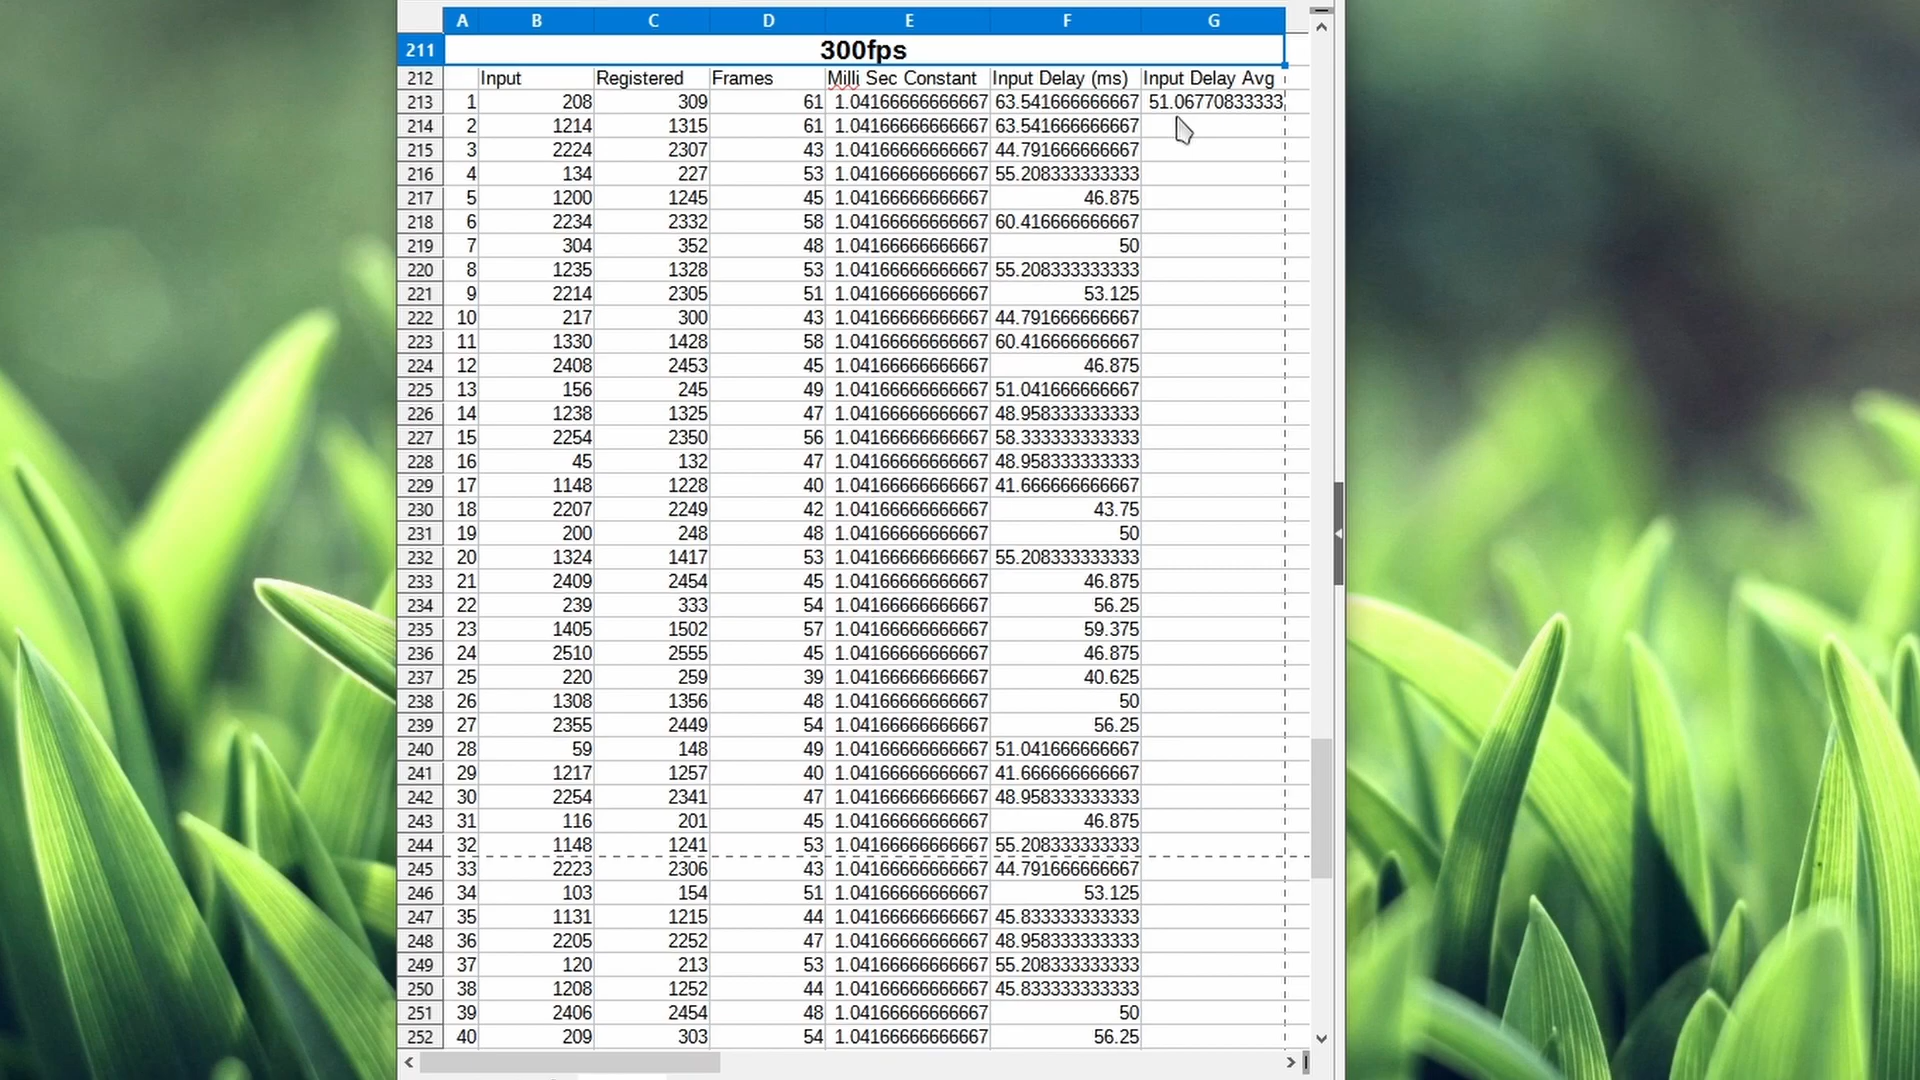 A B C D E F G
211 300fps
212 Input Registered Frames Milli Sec Constant Input Delay (ms) Input Delay Avg
213 1 208 309 61 1.04166666666667 63.541666666667 51.06770833333
214 2 1214 1315 61 1.04166666666667 63.541666666667
215 3 2224 2307 43 1.04166666666667 44.791666666667
216 4 134 227 53 1.04166666666667 55.208333333333
217 5 1200 1245 45 1.04166666666667 46.875
218 6 2234 2332 58 1.04166666666667 60.416666666667
219 7 304 352 48 1.04166666666667 50
220 8 1235 1328 53 1.04166666666667 55.208333333333
221 9 2214 2305 51 1.04166666666667 53.125
222 10 217 300 43 1.04166666666667 44.791666666667
223 11 1330 1428 58 1.04166666666667 60.416666666667
224 12 2408 2453 45 1.04166666666667 46.875
225 13 156 245 49 1.04166666666667 51.041666666667
226 14 1238 1325 47 1.04166666666667 48.958333333333
227 15 2254 2350 56 1.04166666666667 58.333333333333
228 16 45 132 47 1.04166666666667 48.958333333333
229 17 1148 1228 40 1.04166666666667 41.666666666667
230 18 2207 2249 42 1.04166666666667 43.75
231 19 200 248 48 1.04166666666667 50
232 20 1324 1417 53 1.04166666666667 55.208333333333
233 21 2409 2454 45 1.04166666666667 46.875
234 22 239 333 54 1.04166666666667 56.25
235 23 1405 1502 57 1.04166666666667 59.375
236 24 2510 2555 45 1.04166666666667 46.875
237 25 220 259 39 1.04166666666667 40.625
238 26 1308 1356 48 1.04166666666667 50
239 27 2355 2449 54 1.04166666666667 56.25
240 28 59 148 49 1.04166666666667 51.041666666667
241 29 1217 1257 40 1.04166666666667 41.666666666667
242 30 2254 2341 47 1.04166666666667 48.958333333333
243 31 116 201 45 1.04166666666667 46.875
244 32 1148 1241 53 1.04166666666667 55.208333333333
245 33 2223 2306 43 1.04166666666667 44.791666666667
246 34 103 154 51 1.04166666666667 53.125
247 35 1131 1215 44 1.04166666666667 45.833333333333
248 36 2205 2252 47 1.04166666666667 48.958333333333
249 37 120 213 53 1.04166666666667 55.208333333333
250 38 1208 1252 44 1.04166666666667 45.833333333333
251 39 2406 2454 48 1.04166666666667 50
252 40 209 303 54 1.04166666666667 56.25